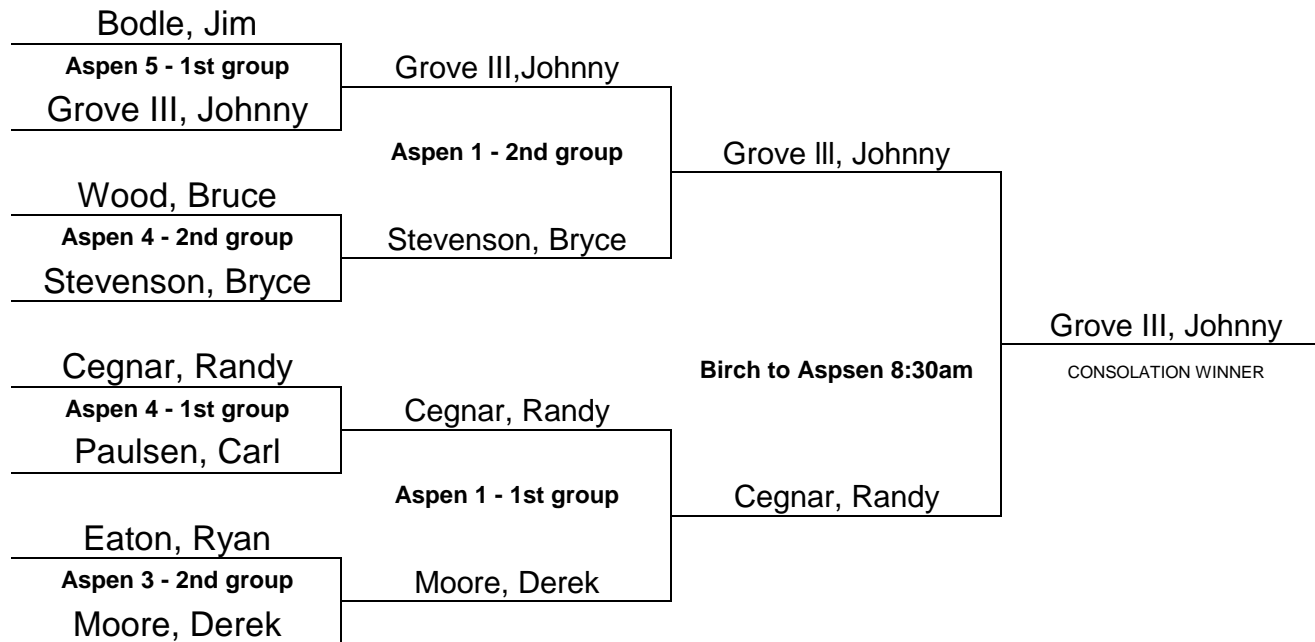 Bodle, Jim
Aspen 5 - 1st group
Grove III,Johnny
Grove III, Johnny
Aspen 1 - 2nd group
Grove lll, Johnny
Wood, Bruce
Aspen 4 - 2nd group
Stevenson, Bryce
Stevenson, Bryce
Grove III, Johnny
Cegnar, Randy
Birch to Aspsen 8:30am
CONSOLATION WINNER
Aspen 4 - 1st group
Cegnar, Randy
Paulsen, Carl
Aspen 1 - 1st group
Cegnar, Randy
Eaton, Ryan
Aspen 3 - 2nd group
Moore, Derek
Moore, Derek